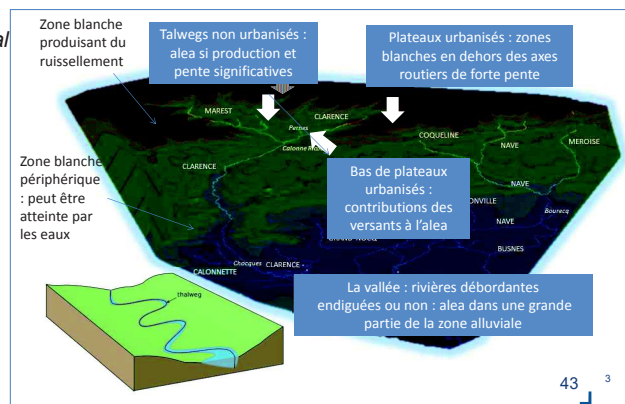 al
Zone blanche
produisant du
ruissellement
Talwegs non urbanisés :
alea si production et
pente significatives
Plateaux urbanisés : zones
blanches en dehors des axes
routiers de forte pente
MAREST
CLARENCE
Pernes
COQUELINE
NAVE
MEROISE
CLARENCE
Zone blanche
périphérique
: peut être
atteinte par
les eaux
Bas de plateaux
urbanisés :
contributions des
versants à l'alea
NAVE
Bourecq
NAVE
BUSNES
Chocques
CLARENCE
CALONNETTE
La vallée : rivières débordantes
endiguées ou non : alea dans une grande
partie de la zone alluviale
thalweg
43
3